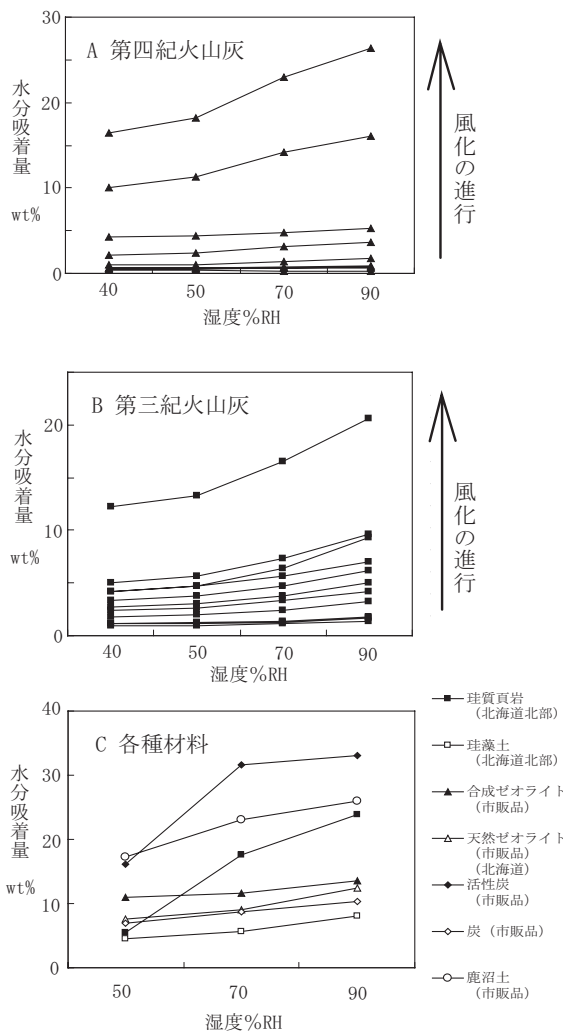 A 第四紀火山灰
30
20
10
0
水分吸着量
wt%
40 50 70 90
湿度%RH
風化の進行
B 第三紀火山灰
20
10
0
水分吸着量
wt%
40 50 70 90
湿度%RH
風化の進行
C 各種材料
40
30
20
10
0
水分吸着量
wt%
50 70 90
湿度%RH
珪質頁岩
(北海道北部)
珪藻土
(北海道北部)
合成ゼオライト
(市販品)
天然ゼオライト
(市販品)
(北海道)
活性炭
(市販品)
炭 (市販品)
鹿沼土
(市販品)